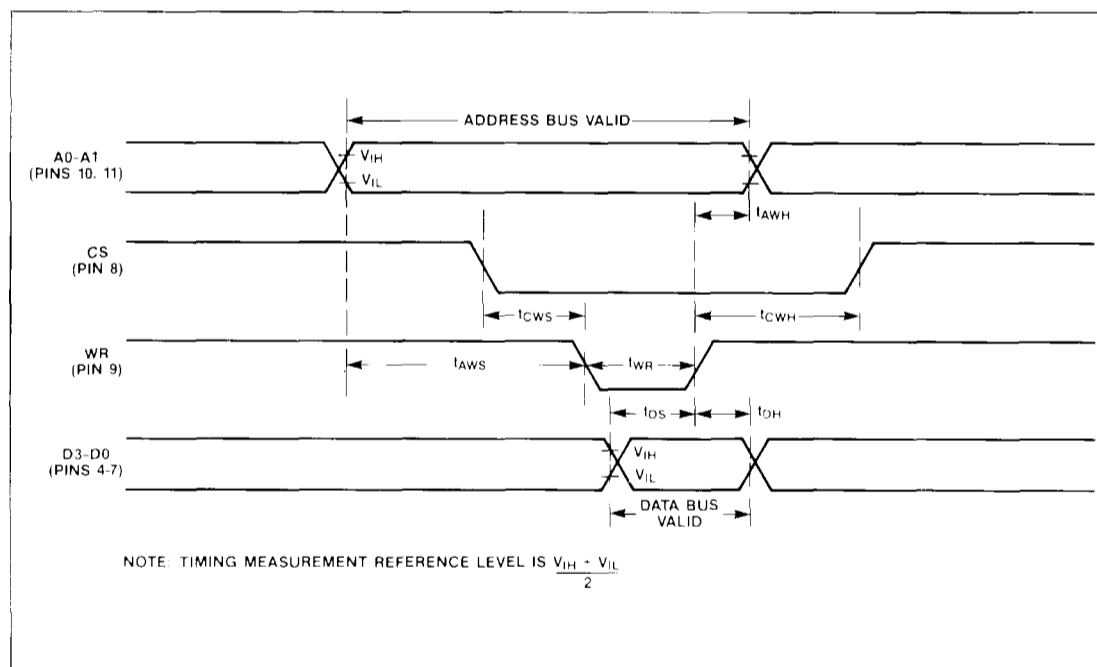 ADDRESS BUS VALID
A0-A1
(PINS 10. 11)
VIH
VIL
tAWH
CS
(PIN 8)
tCWS
tCWH
WR
(PIN 9)
tAWS
tWR
tDS
tDH
D3-D0
(PINS 4-7)
VIH
VIL
DATA BUS
VALID
NOTE: TIMING MEASUREMENT REFERENCE LEVEL IS VIH + VIL
2